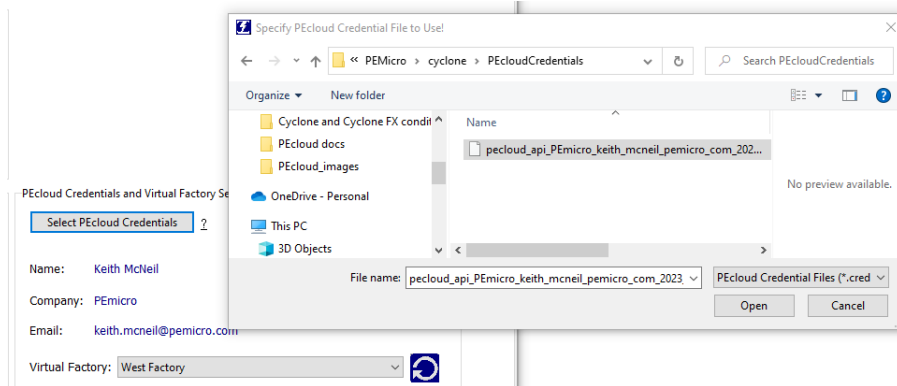 Specify PEcloud Credential File to Use!
« PEMicro › cyclone › PEcloudCredentials
Search PEcloudCredentials
Organize
New folder
?
Cyclone and Cyclone FX condit
PEcloud docs
PEcloud_images
OneDrive - Personal
This PC
3D Objects
Name
pecloud_api_PEmicro_keith_mcneil_pemicro_com_202...
No preview available.
File name: pecloud_api_PEmicro_keith_mcneil_pemicro_com_2023_
PEcloud Credential Files (*.cred
Open
Cancel
PEcloud Credentials and Virtual Factory Se
Select PEcloud Credentials ?
Name: Keith McNeil
Company: PEmicro
Email: keith.mcneil@pemicro.com
Virtual Factory: West Factory